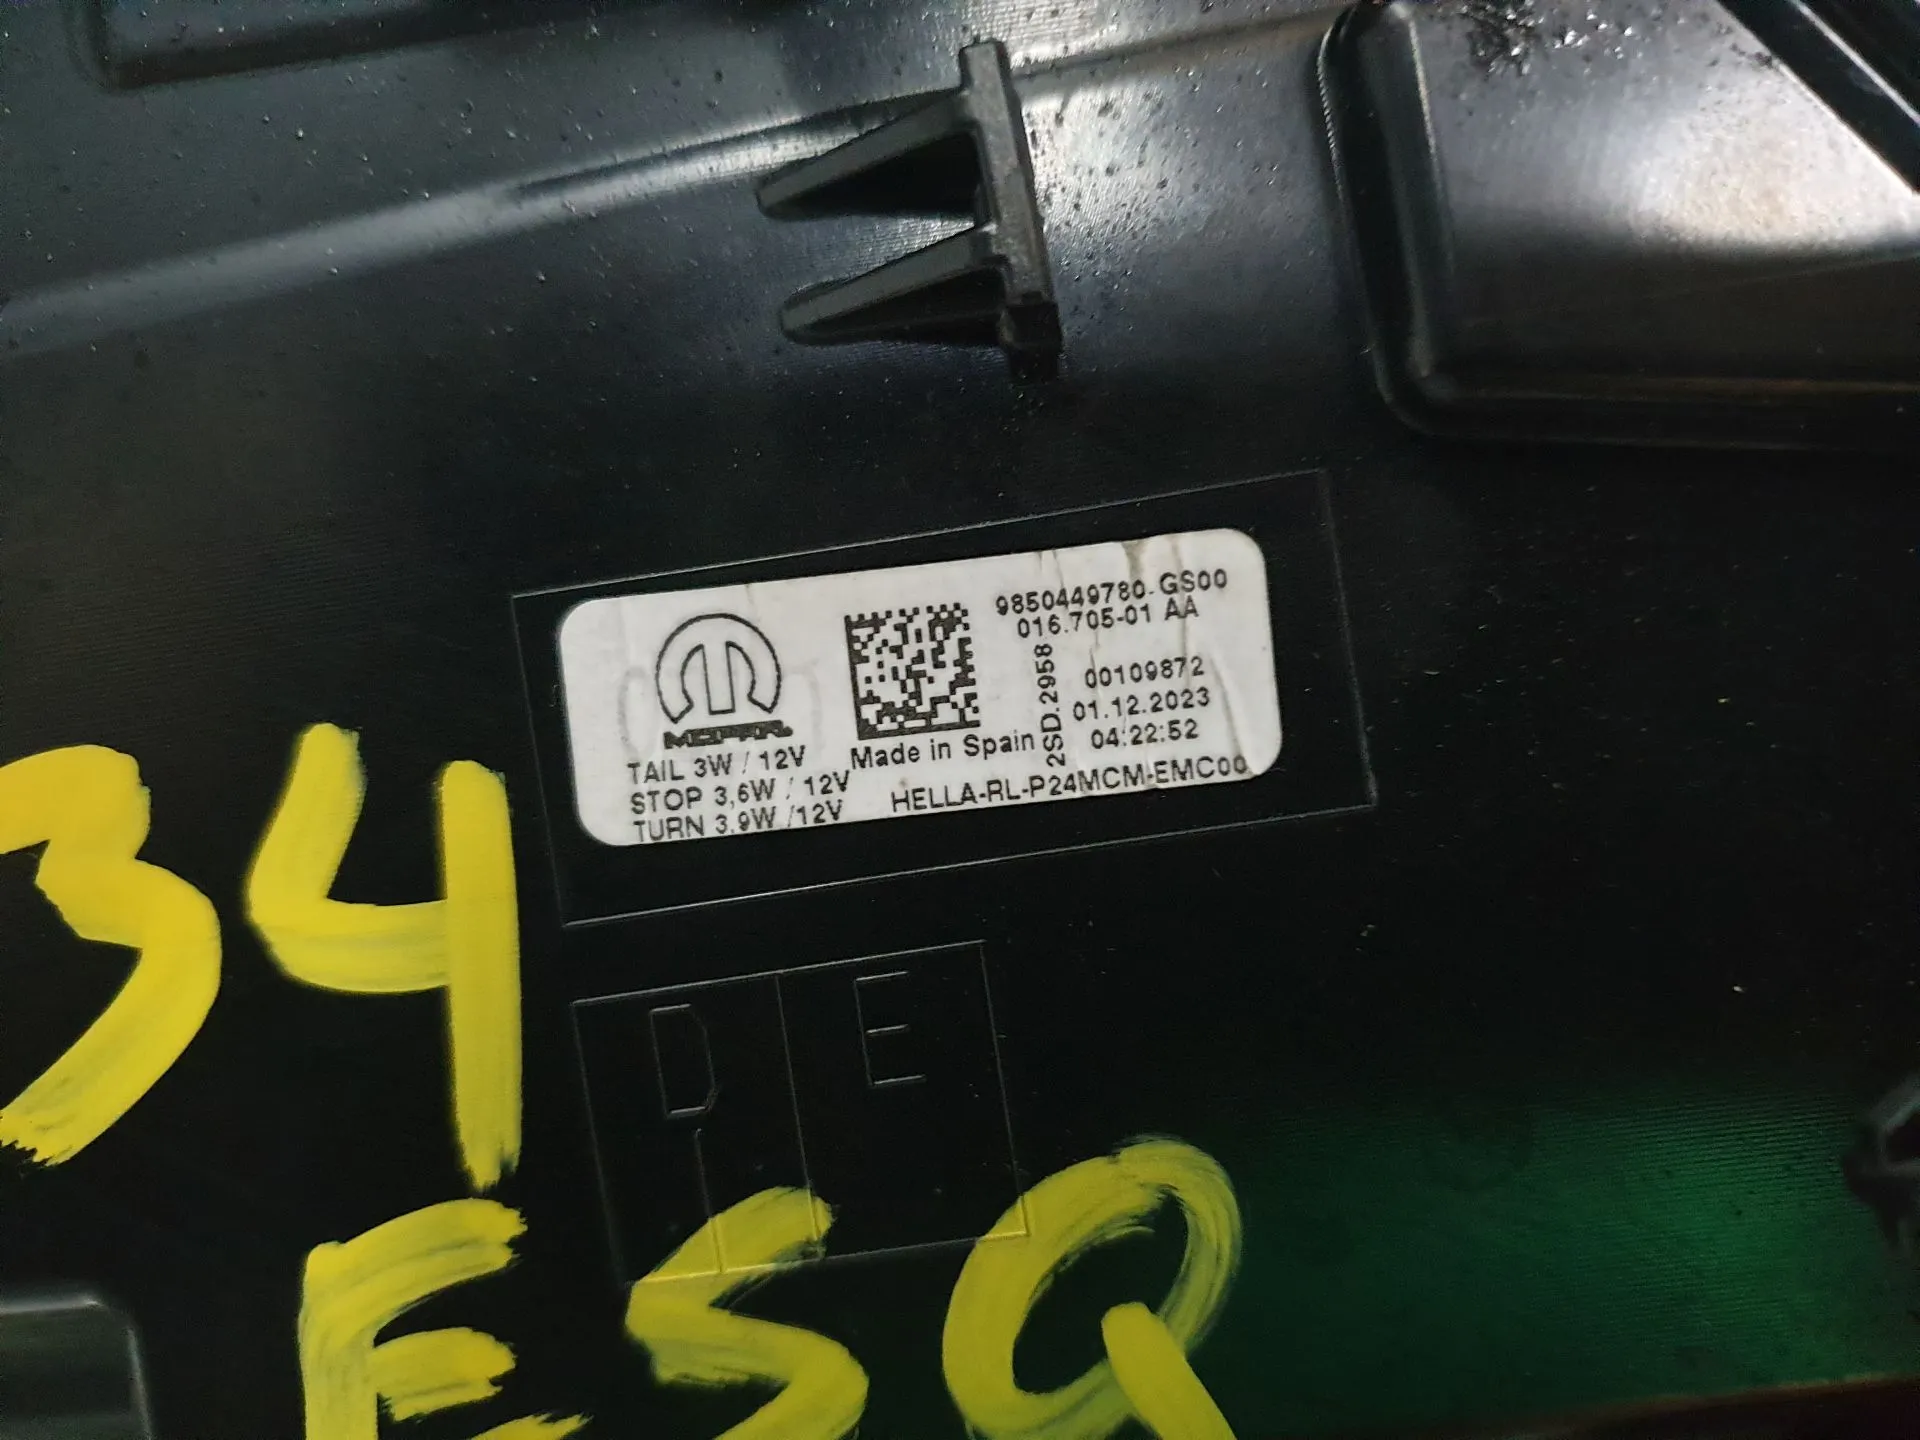 MOPAR
9850449780.GS00
016.705-01 AA
2SD.2958
00109872
01.12.2023
04:22:52
Made in Spain
TAIL 3W / 12V
STOP 3,6W / 12V
TURN 3,9W /12V
HELLA-RL-P24MCM-EMC00
34
D E
ESQ